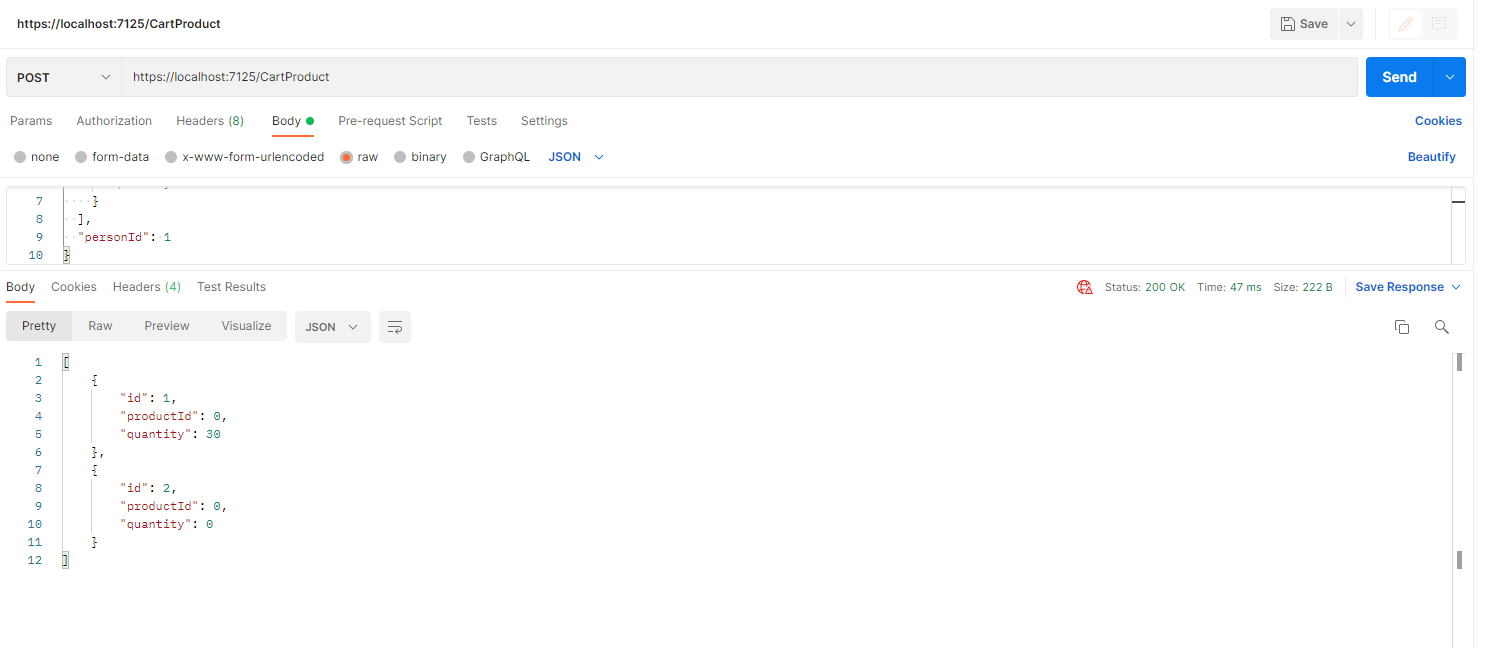 https://localhost:7125/CartProduct
Save
POST
https://localhost:7125/CartProduct
Send
Params Authorization Headers (8) Body Pre-request Script Tests Settings Cookies
none form-data x-www-form-urlencoded raw binary GraphQL JSON Beautify
7 }
8 ],
9 "personId": 1
10 }
Body Cookies Headers (4) Test Results Status: 200 OK Time: 47 ms Size: 222 B Save Response
Pretty Raw Preview Visualize JSON
1 [
2 {
3 "id": 1,
4 "productId": 0,
5 "quantity": 30
6 },
7 {
8 "id": 2,
9 "productId": 0,
10 "quantity": 0
11 }
12 ]